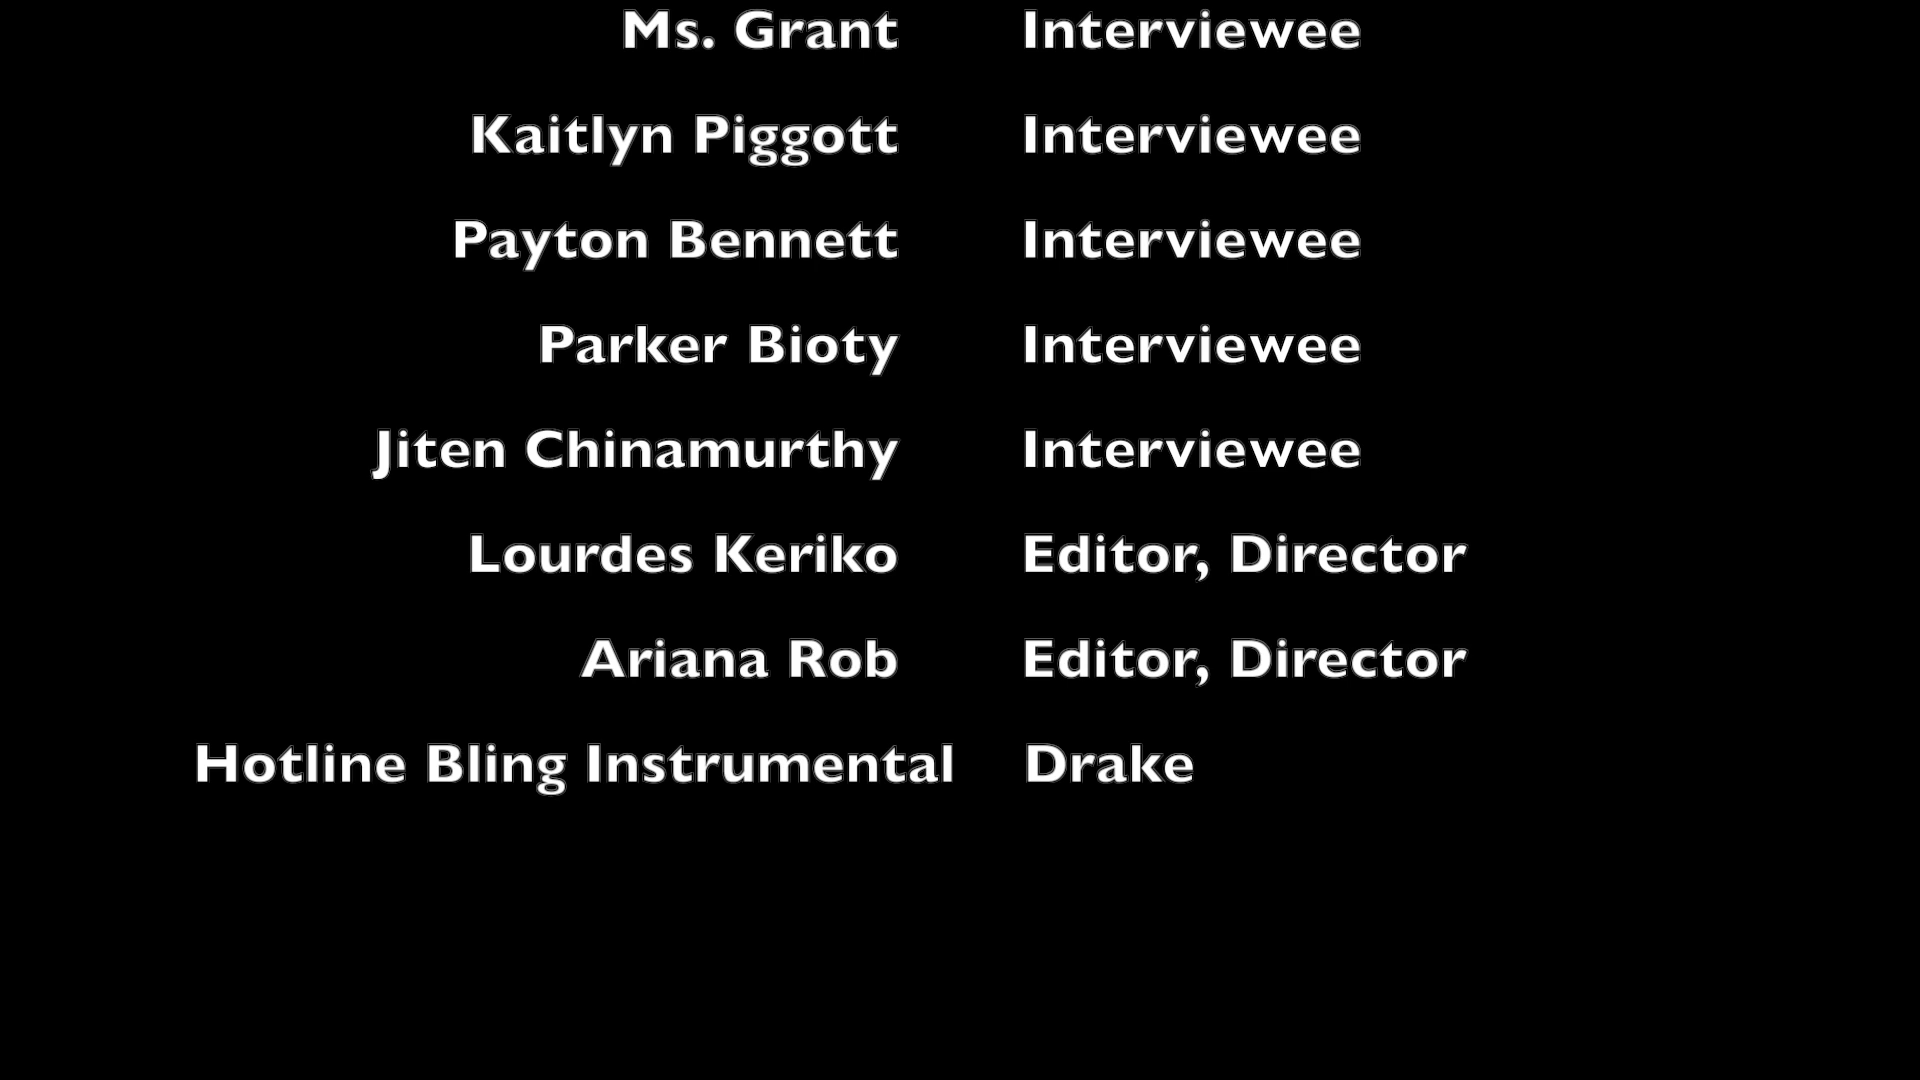 Ms. Grant Interviewee
Kaitlyn Piggott Interviewee
Payton Bennett Interviewee
Parker Bioty Interviewee
Jiten Chinamurthy Interviewee
Lourdes Keriko Editor, Director
Ariana Rob Editor, Director
Hotline Bling Instrumental Drake